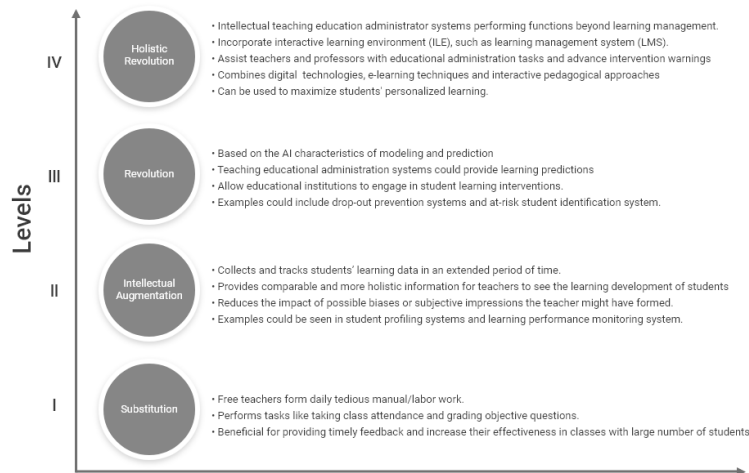 Levels
IV
Holistic
Revolution
• Intellectual teaching education administrator systems performing functions beyond learning management.
• Incorporate interactive learning environment (ILE), such as learning management system (LMS).
• Assist teachers and professors with educational administration tasks and advance intervention warnings
• Combines digital technologies, e-learning techniques and interactive pedagogical approaches
• Can be used to maximize students' personalized learning.
III
Revolution
• Based on the AI characteristics of modeling and prediction
• Teaching educational administration systems could provide learning predictions
• Allow educational institutions to engage in student learning interventions.
• Examples could include drop-out prevention systems and at-risk student identification system.
II
Intellectual
Augmentation
• Collects and tracks students' learning data in an extended period of time.
• Provides comparable and more holistic information for teachers to see the learning development of students
• Reduces the impact of possible biases or subjective impressions the teacher might have formed.
• Examples could be seen in student profiling systems and learning performance monitoring system.
I
Substitution
• Free teachers form daily tedious manual/labor work.
• Performs tasks like taking class attendance and grading objective questions.
• Beneficial for providing timely feedback and increase their effectiveness in classes with large number of students